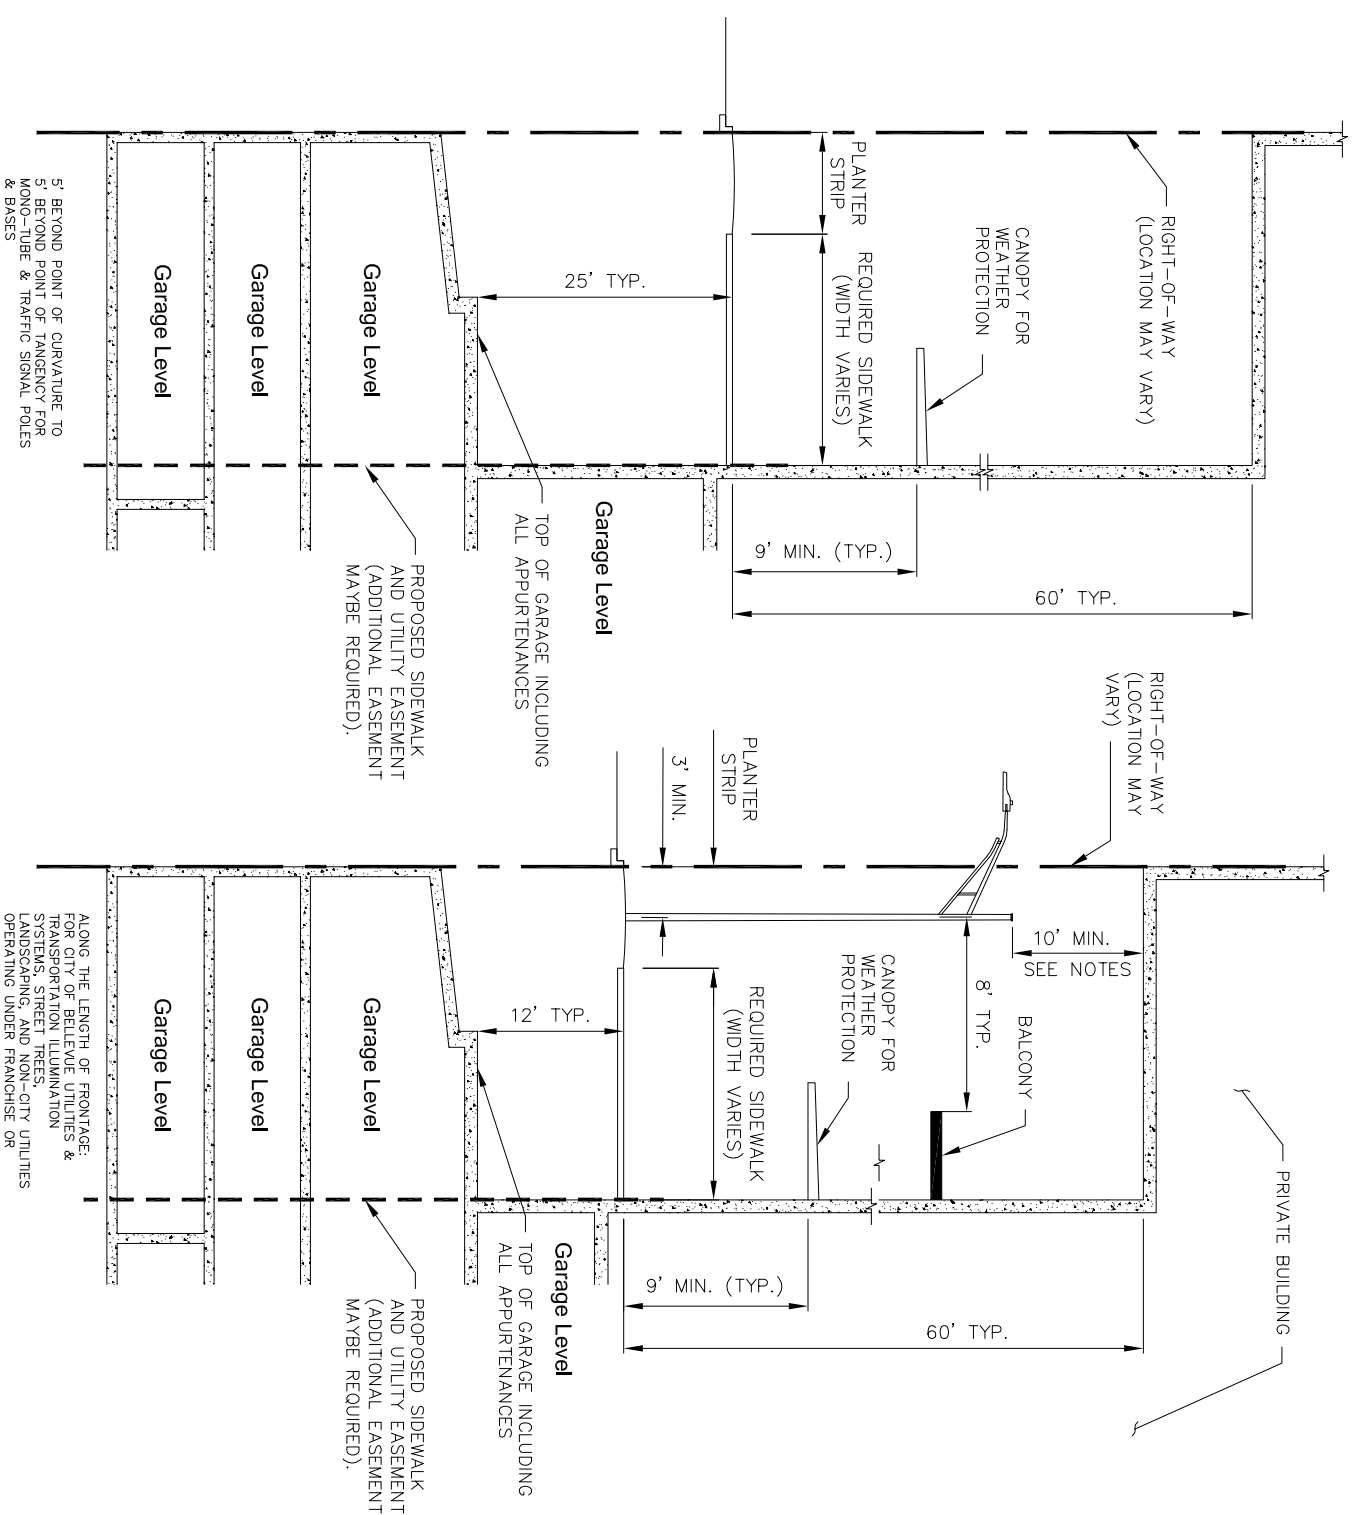 RIGHT-OF-WAY
(LOCATION MAY VARY)
CANOPY FOR
WEATHER
PROTECTION
PLANTER
STRIP
REQUIRED SIDEWALK
(WIDTH VARIES)
25' TYP.
9' MIN. (TYP.)
60' TYP.
Garage Level
TOP OF GARAGE INCLUDING
ALL APPURTENANCES
PROPOSED SIDEWALK
AND UTILITY EASEMENT
(ADDITIONAL EASEMENT
MAYBE REQUIRED).
Garage Level
Garage Level
Garage Level
5' BEYOND POINT OF CURVATURE TO
5' BEYOND POINT OF TANGENCY FOR
MONO-TUBE & TRAFFIC SIGNAL POLES
& BASES
PRIVATE BUILDING
RIGHT-OF-WAY
(LOCATION MAY
VARY)
10' MIN.
SEE NOTES
8' TYP.
BALCONY
CANOPY FOR
WEATHER
PROTECTION
PLANTER
STRIP
3' MIN.
REQUIRED SIDEWALK
(WIDTH VARIES)
12' TYP.
9' MIN. (TYP.)
60' TYP.
Garage Level
TOP OF GARAGE INCLUDING
ALL APPURTENANCES
PROPOSED SIDEWALK
AND UTILITY EASEMENT
(ADDITIONAL EASEMENT
MAYBE REQUIRED).
Garage Level
Garage Level
Garage Level
ALONG THE LENGTH OF FRONTAGE:
FOR CITY OF BELLEVUE UTILITIES &
TRANSPORTATION ILLUMINATION
SYSTEMS, STREET TREES,
LANDSCAPING, AND NON-CITY UTILITIES
OPERATING UNDER FRANCHISE OR